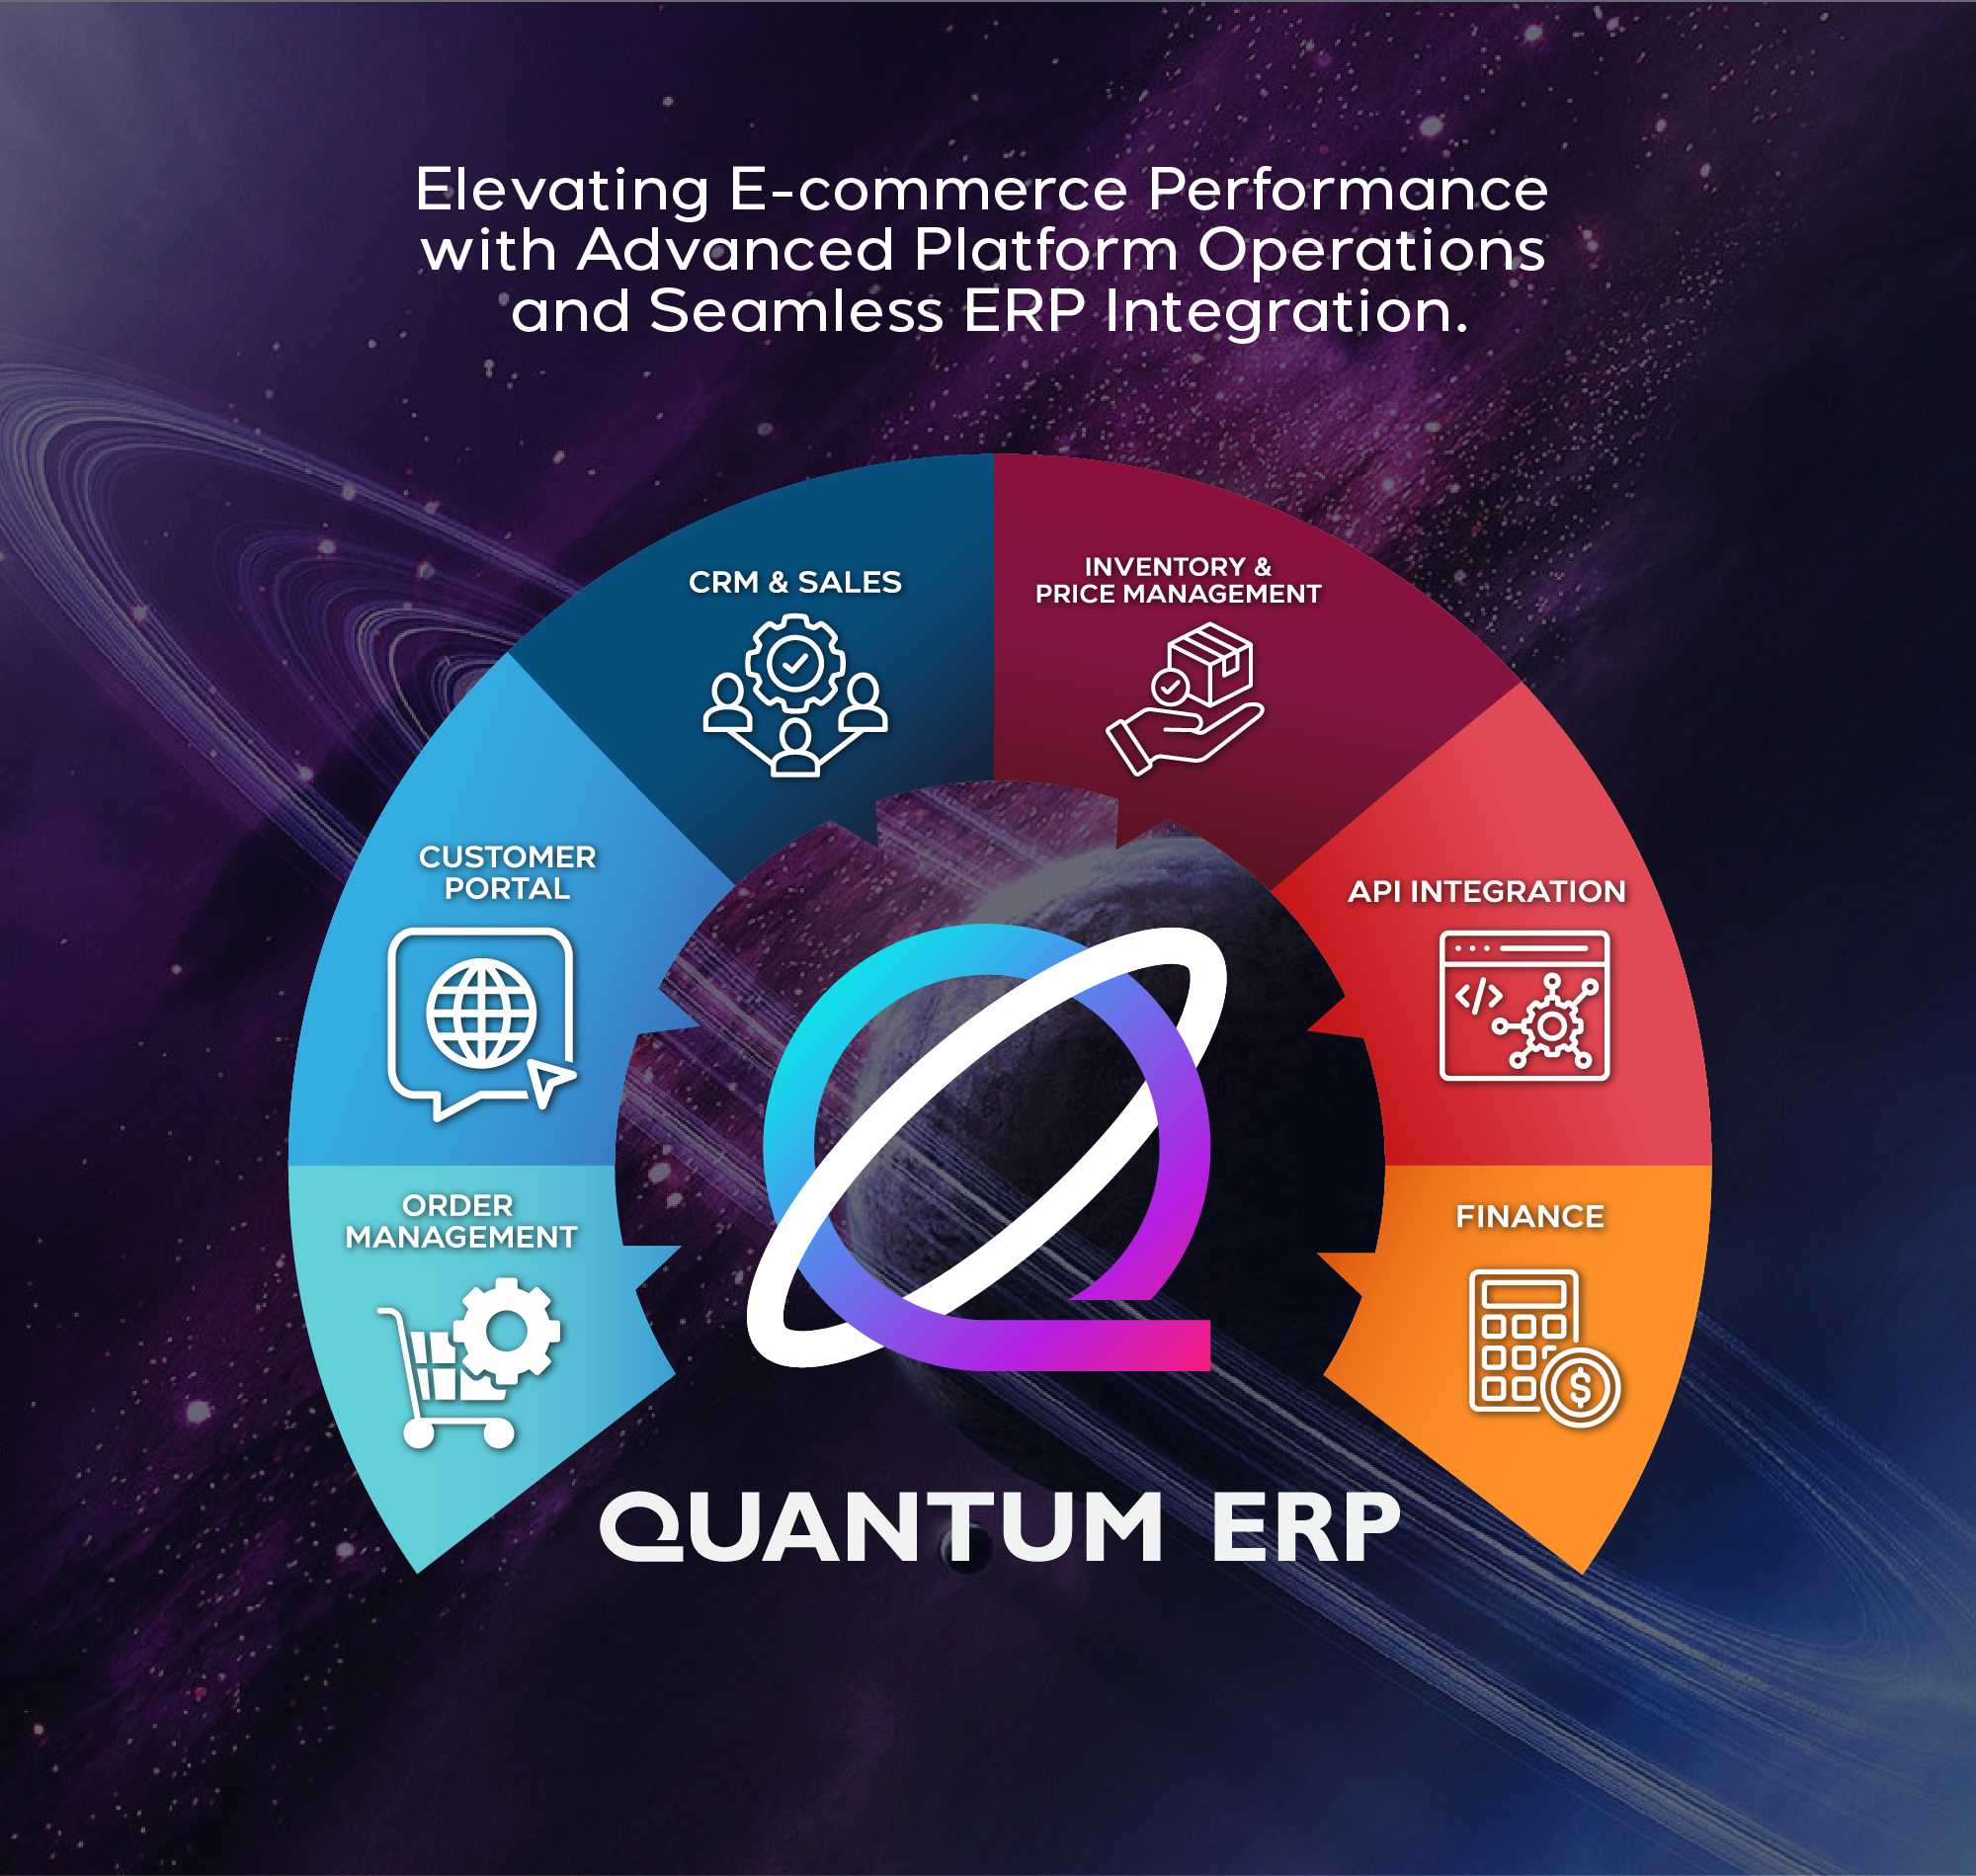 Elevating E-commerce Performance
with Advanced Platform Operations
and Seamless ERP Integration.
CRM & SALES
INVENTORY &
PRICE MANAGEMENT
CUSTOMER
PORTAL
API INTEGRATION
ORDER
MANAGEMENT
FINANCE
</>
$
QUANTUM ERP